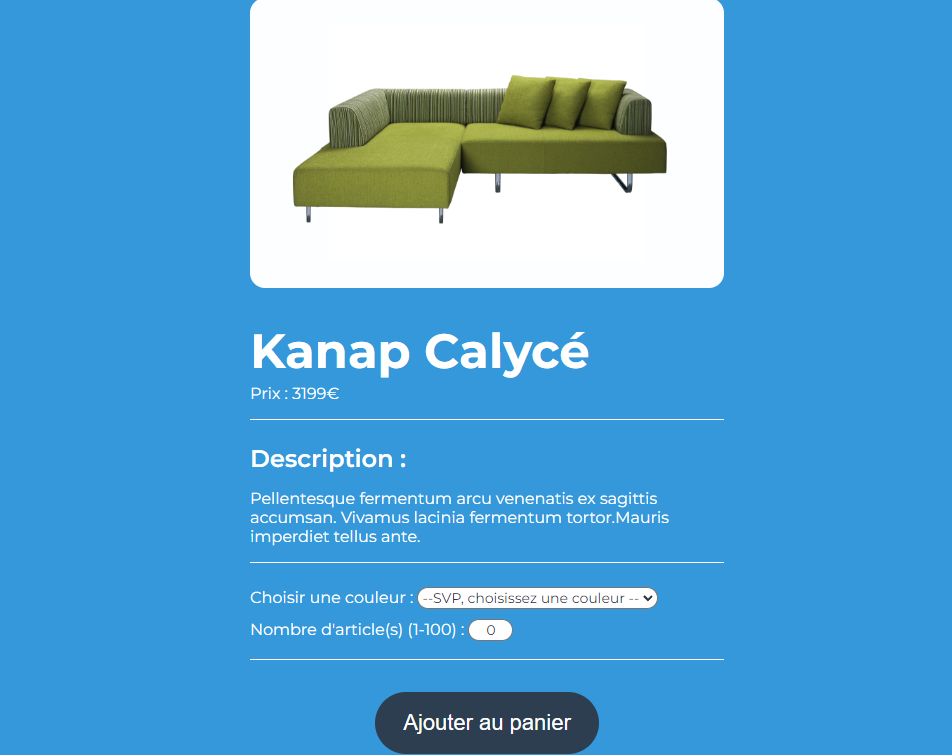 Kanap Calycé
Prix : 3199€
Description :
Pellentesque fermentum arcu venenatis ex sagittis
accumsan. Vivamus lacinia fermentum tortor.Mauris
imperdiet tellus ante.
Choisir une couleur : --SVP, choisissez une couleur --
Nombre d'article(s) (1-100) : 0
Ajouter au panier